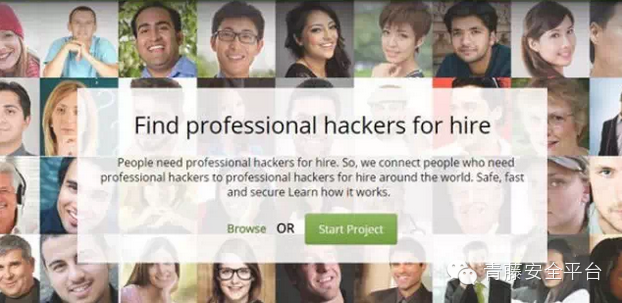 Find professional hackers for hire
People need professional hackers for hire. So, we connect people who need
professional hackers to professional hackers for hire around the world. Safe, fast
and secure Learn how it works.
Browse OR Start Project
青藤安全平台